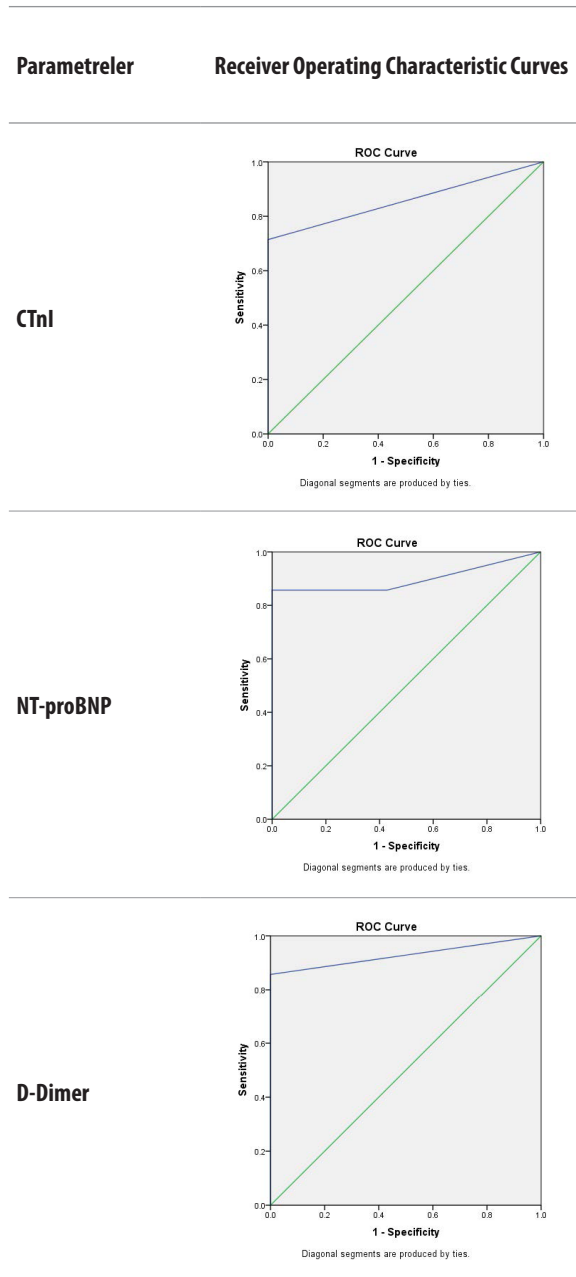 Parametreler Receiver Operating Characteristic Curves
CTnI
ROC Curve
1.0
0.8
0.6
0.4
0.2
0.0
Sensitivity
0.0 0.2 0.4 0.6 0.8 1.0
1 - Specificity
Diagonal segments are produced by ties.
NT-proBNP
ROC Curve
1.0
0.8
0.6
0.4
0.2
0.0
Sensitivity
0.0 0.2 0.4 0.6 0.8 1.0
1 - Specificity
Diagonal segments are produced by ties.
D-Dimer
ROC Curve
1.0
0.8
0.6
0.4
0.2
0.0
Sensitivity
0.0 0.2 0.4 0.6 0.8 1.0
1 - Specificity
Diagonal segments are produced by ties.